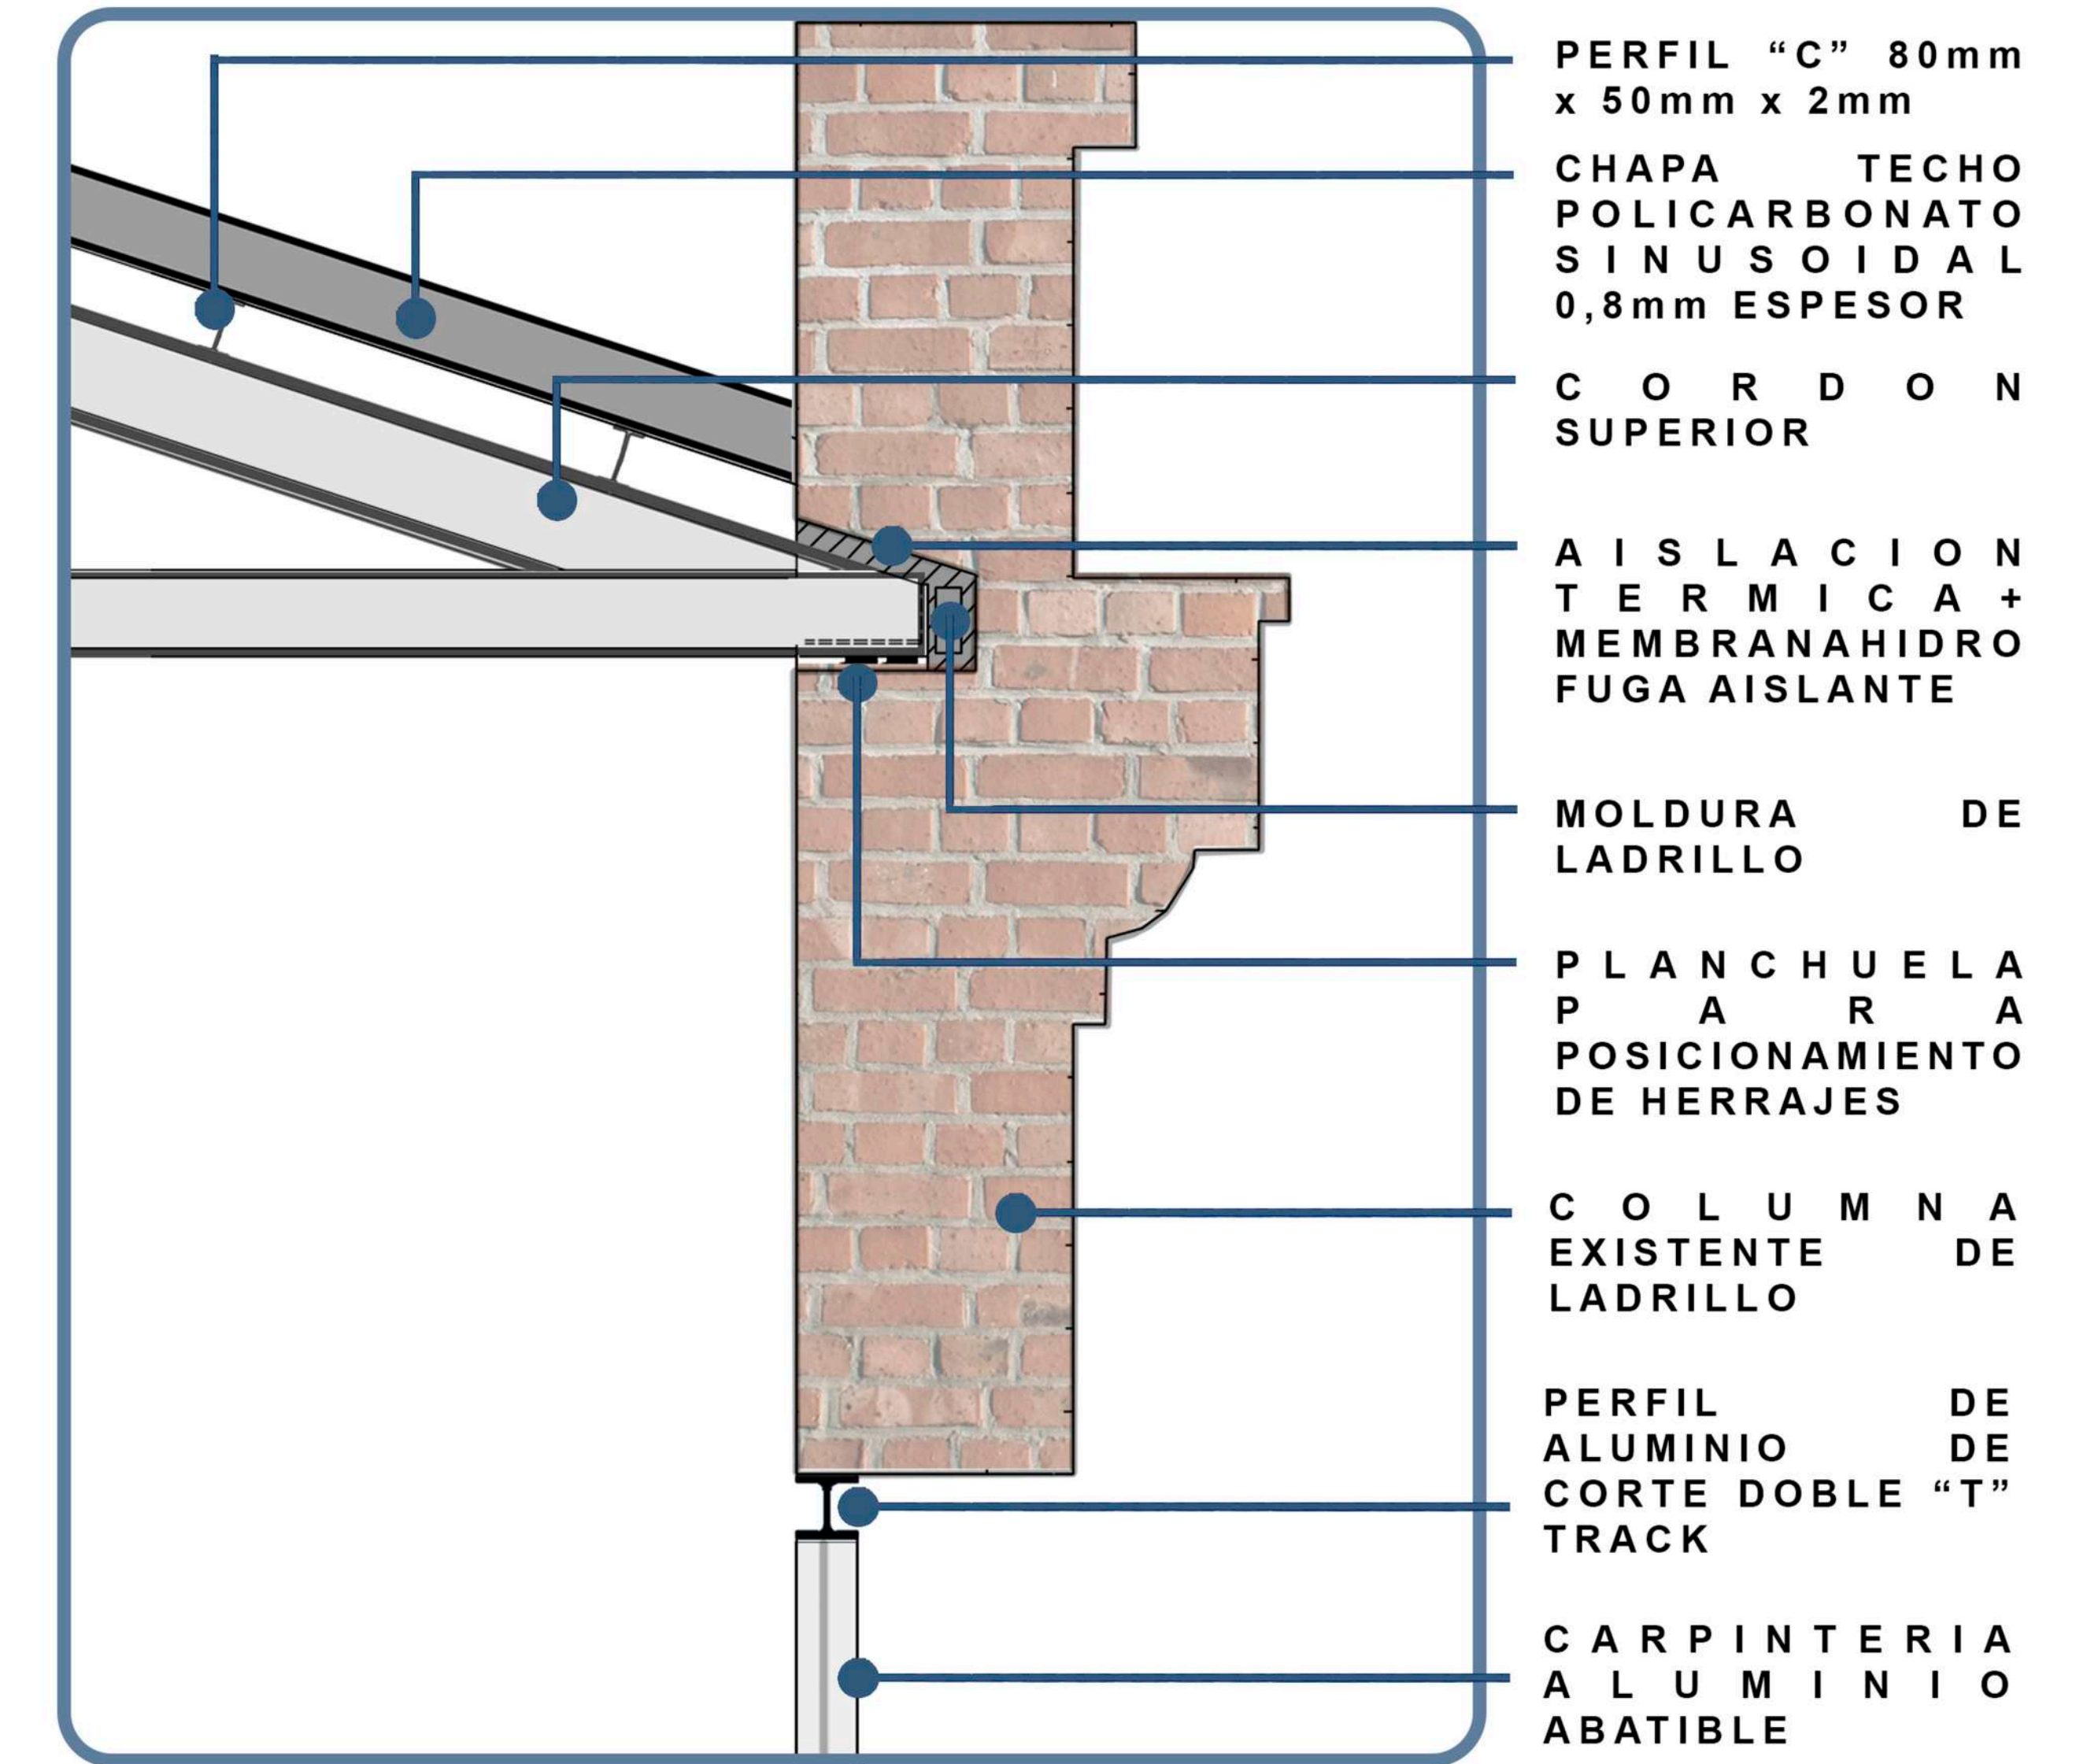 PERFIL “C” 80mm
x 50mm x 2mm
CHAPA TECHO
POLICARBONATO
SINUSOIDAL
0,8mm ESPESOR
CORDON
SUPERIOR
AISLACION
TERMICA+
MEMBRANAHIDRO
FUGA AISLANTE
MOLDURA DE
LADRILLO
PLANCHUELA
PARA
POSICIONAMIENTO
DE HERRAJES
COLUMNA
EXISTENTE DE
LADRILLO
PERFIL DE
ALUMINIO DE
CORTE DOBLE “T”
TRACK
CARPINTERIA
ALUMINIO
ABATIBLE